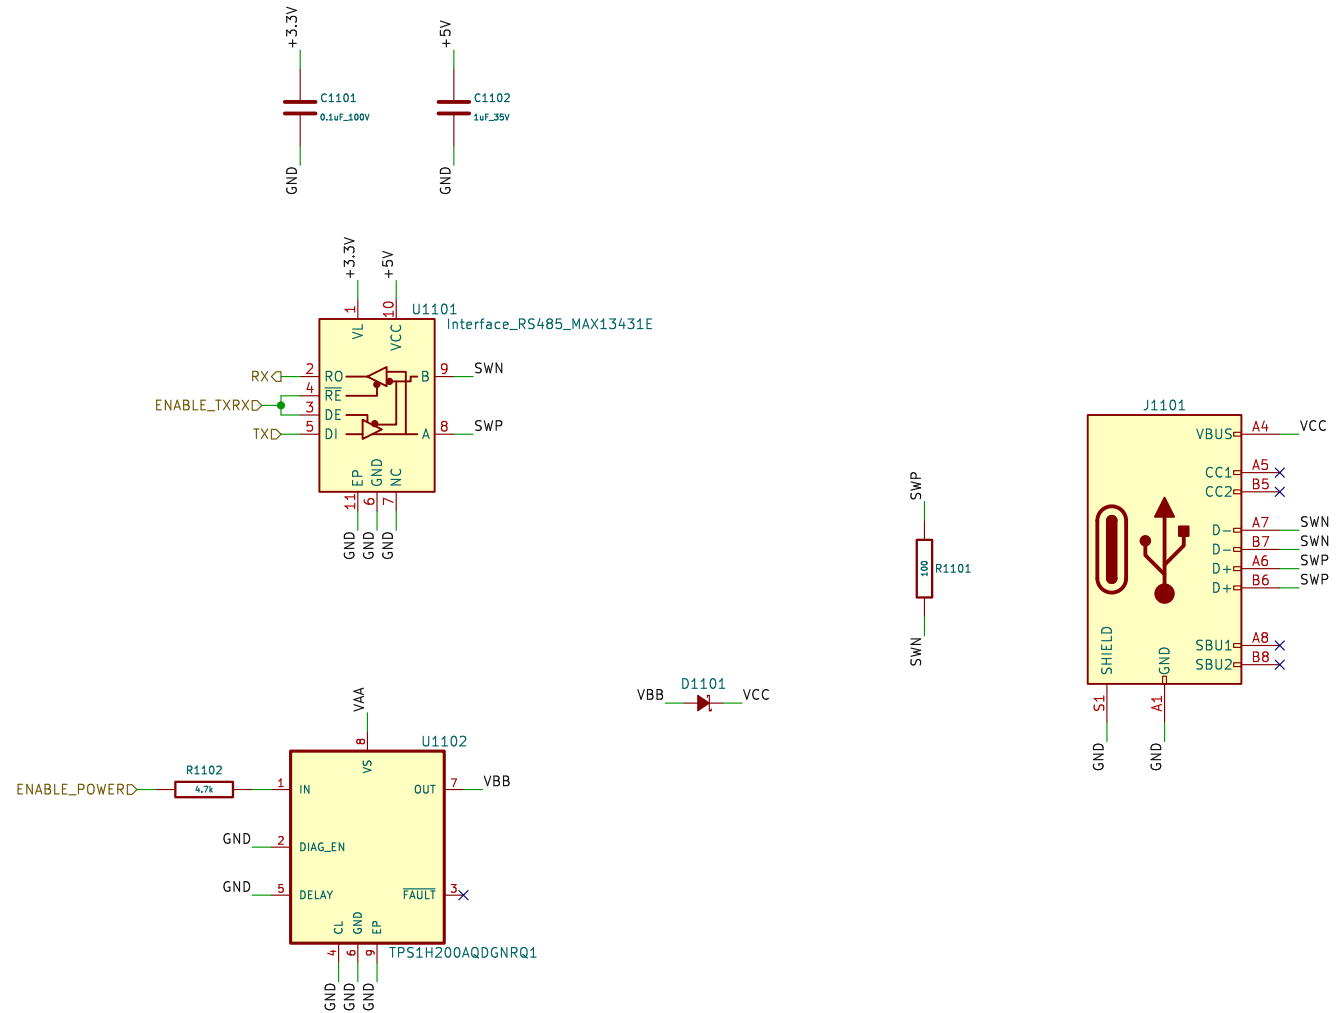 +3.3V
+5V
C1101
0.1uF_100V
C1102
1uF_35V
GND
GND
+3.3V
+5V
1
10
U1101
Interface_RS485_MAX13431E
VL
VCC
RX
2
RO
B
9
SWN
4
RE
ENABLE_TXRX
3
DE
TX
5
DI
A
8
SWP
EP
GND
NC
11
6
7
GND
GND
GND
SWP
100
R1101
SWN
J1101
VBUS
A4
VCC
CC1
A5
CC2
B5
D-
A7
SWN
D-
B7
SWN
D+
A6
SWP
D+
B6
SWP
SBU1
A8
SBU2
B8
SHIELD
GND
S1
A1
GND
GND
D1101
VBB
VCC
VAA
8
U1102
VS
R1102
ENABLE_POWER
4.7k
1
IN
OUT
7
VBB
GND
2
DIAG_EN
GND
5
DELAY
FAULT
3
CL
GND
EP
4
6
9
TPS1H200AQDGNRQ1
GND
GND
GND